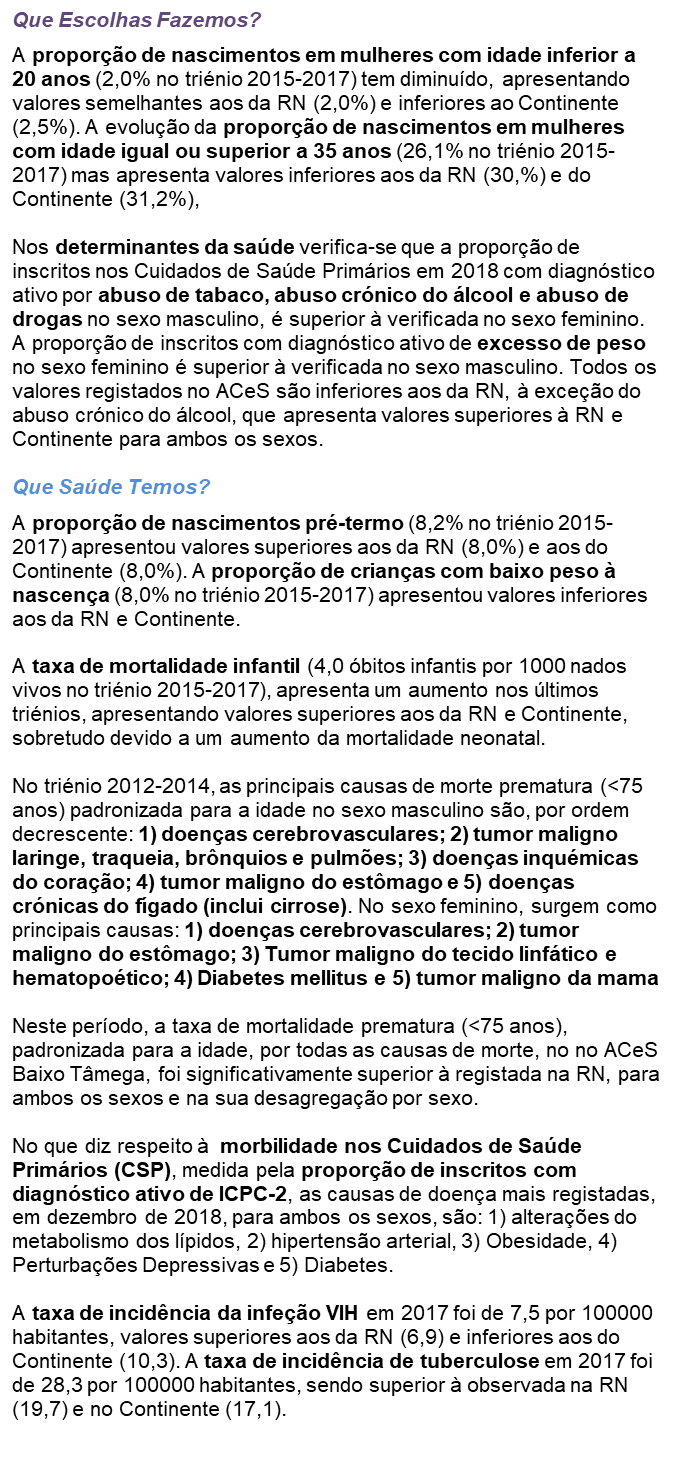 Que Escolhas Fazemos?
A proporção de nascimentos em mulheres com idade inferior a
20 anos (2,0% no triénio 2015-2017) tem diminuído, apresentando
valores semelhantes aos da RN (2,0%) e inferiores ao Continente
(2,5%). A evolução da proporção de nascimentos em mulheres
com idade igual ou superior a 35 anos (26,1% no triénio 2015-
2017) mas apresenta valores inferiores aos da RN (30,%) e do
Continente (31,2%),
Nos determinantes da saúde verifica-se que a proporção de
inscritos nos Cuidados de Saúde Primários em 2018 com diagnóstico
ativo por abuso de tabaco, abuso crónico do álcool e abuso de
drogas no sexo masculino, é superior à verificada no sexo feminino.
A proporção de inscritos com diagnóstico ativo de excesso de peso
no sexo feminino é superior à verificada no sexo masculino. Todos os
valores registados no ACeS são inferiores aos da RN, à exceção do
abuso crónico do álcool, que apresenta valores superiores à RN e
Continente para ambos os sexos.
Que Saúde Temos?
A proporção de nascimentos pré-termo (8,2% no triénio 2015-
2017) apresentou valores superiores aos da RN (8,0%) e aos do
Continente (8,0%). A proporção de crianças com baixo peso à
nascença (8,0% no triénio 2015-2017) apresentou valores inferiores
aos da RN e Continente.
A taxa de mortalidade infantil (4,0 óbitos infantis por 1000 nados
vivos no triénio 2015-2017), apresenta um aumento nos últimos
triénios, apresentando valores superiores aos da RN e Continente,
sobretudo devido a um aumento da mortalidade neonatal.
No triénio 2012-2014, as principais causas de morte prematura (<75
anos) padronizada para a idade no sexo masculino são, por ordem
decrescente: 1) doenças cerebrovasculares; 2) tumor maligno
laringe, traqueia, brônquios e pulmões; 3) doenças inquémicas
do coração; 4) tumor maligno do estômago e 5) doenças
crónicas do fígado (inclui cirrose). No sexo feminino, surgem como
principais causas: 1) doenças cerebrovasculares; 2) tumor
maligno do estômago; 3) Tumor maligno do tecido linfático e
hematopoético; 4) Diabetes mellitus e 5) tumor maligno da mama
Neste período, a taxa de mortalidade prematura (<75 anos),
padronizada para a idade, por todas as causas de morte, no no ACeS
Baixo Tâmega, foi significativamente superior à registada na RN, para
ambos os sexos e na sua desagregação por sexo.
No que diz respeito à morbilidade nos Cuidados de Saúde
Primários (CSP), medida pela proporção de inscritos com
diagnóstico ativo de ICPC-2, as causas de doença mais registadas,
em dezembro de 2018, para ambos os sexos, são: 1) alterações do
metabolismo dos lípidos, 2) hipertensão arterial, 3) Obesidade, 4)
Perturbações Depressivas e 5) Diabetes.
A taxa de incidência da infeção VIH em 2017 foi de 7,5 por 100000
habitantes, valores superiores aos da RN (6,9) e inferiores aos do
Continente (10,3). A taxa de incidência de tuberculose em 2017 foi
de 28,3 por 100000 habitantes, sendo superior à observada na RN
(19,7) e no Continente (17,1).